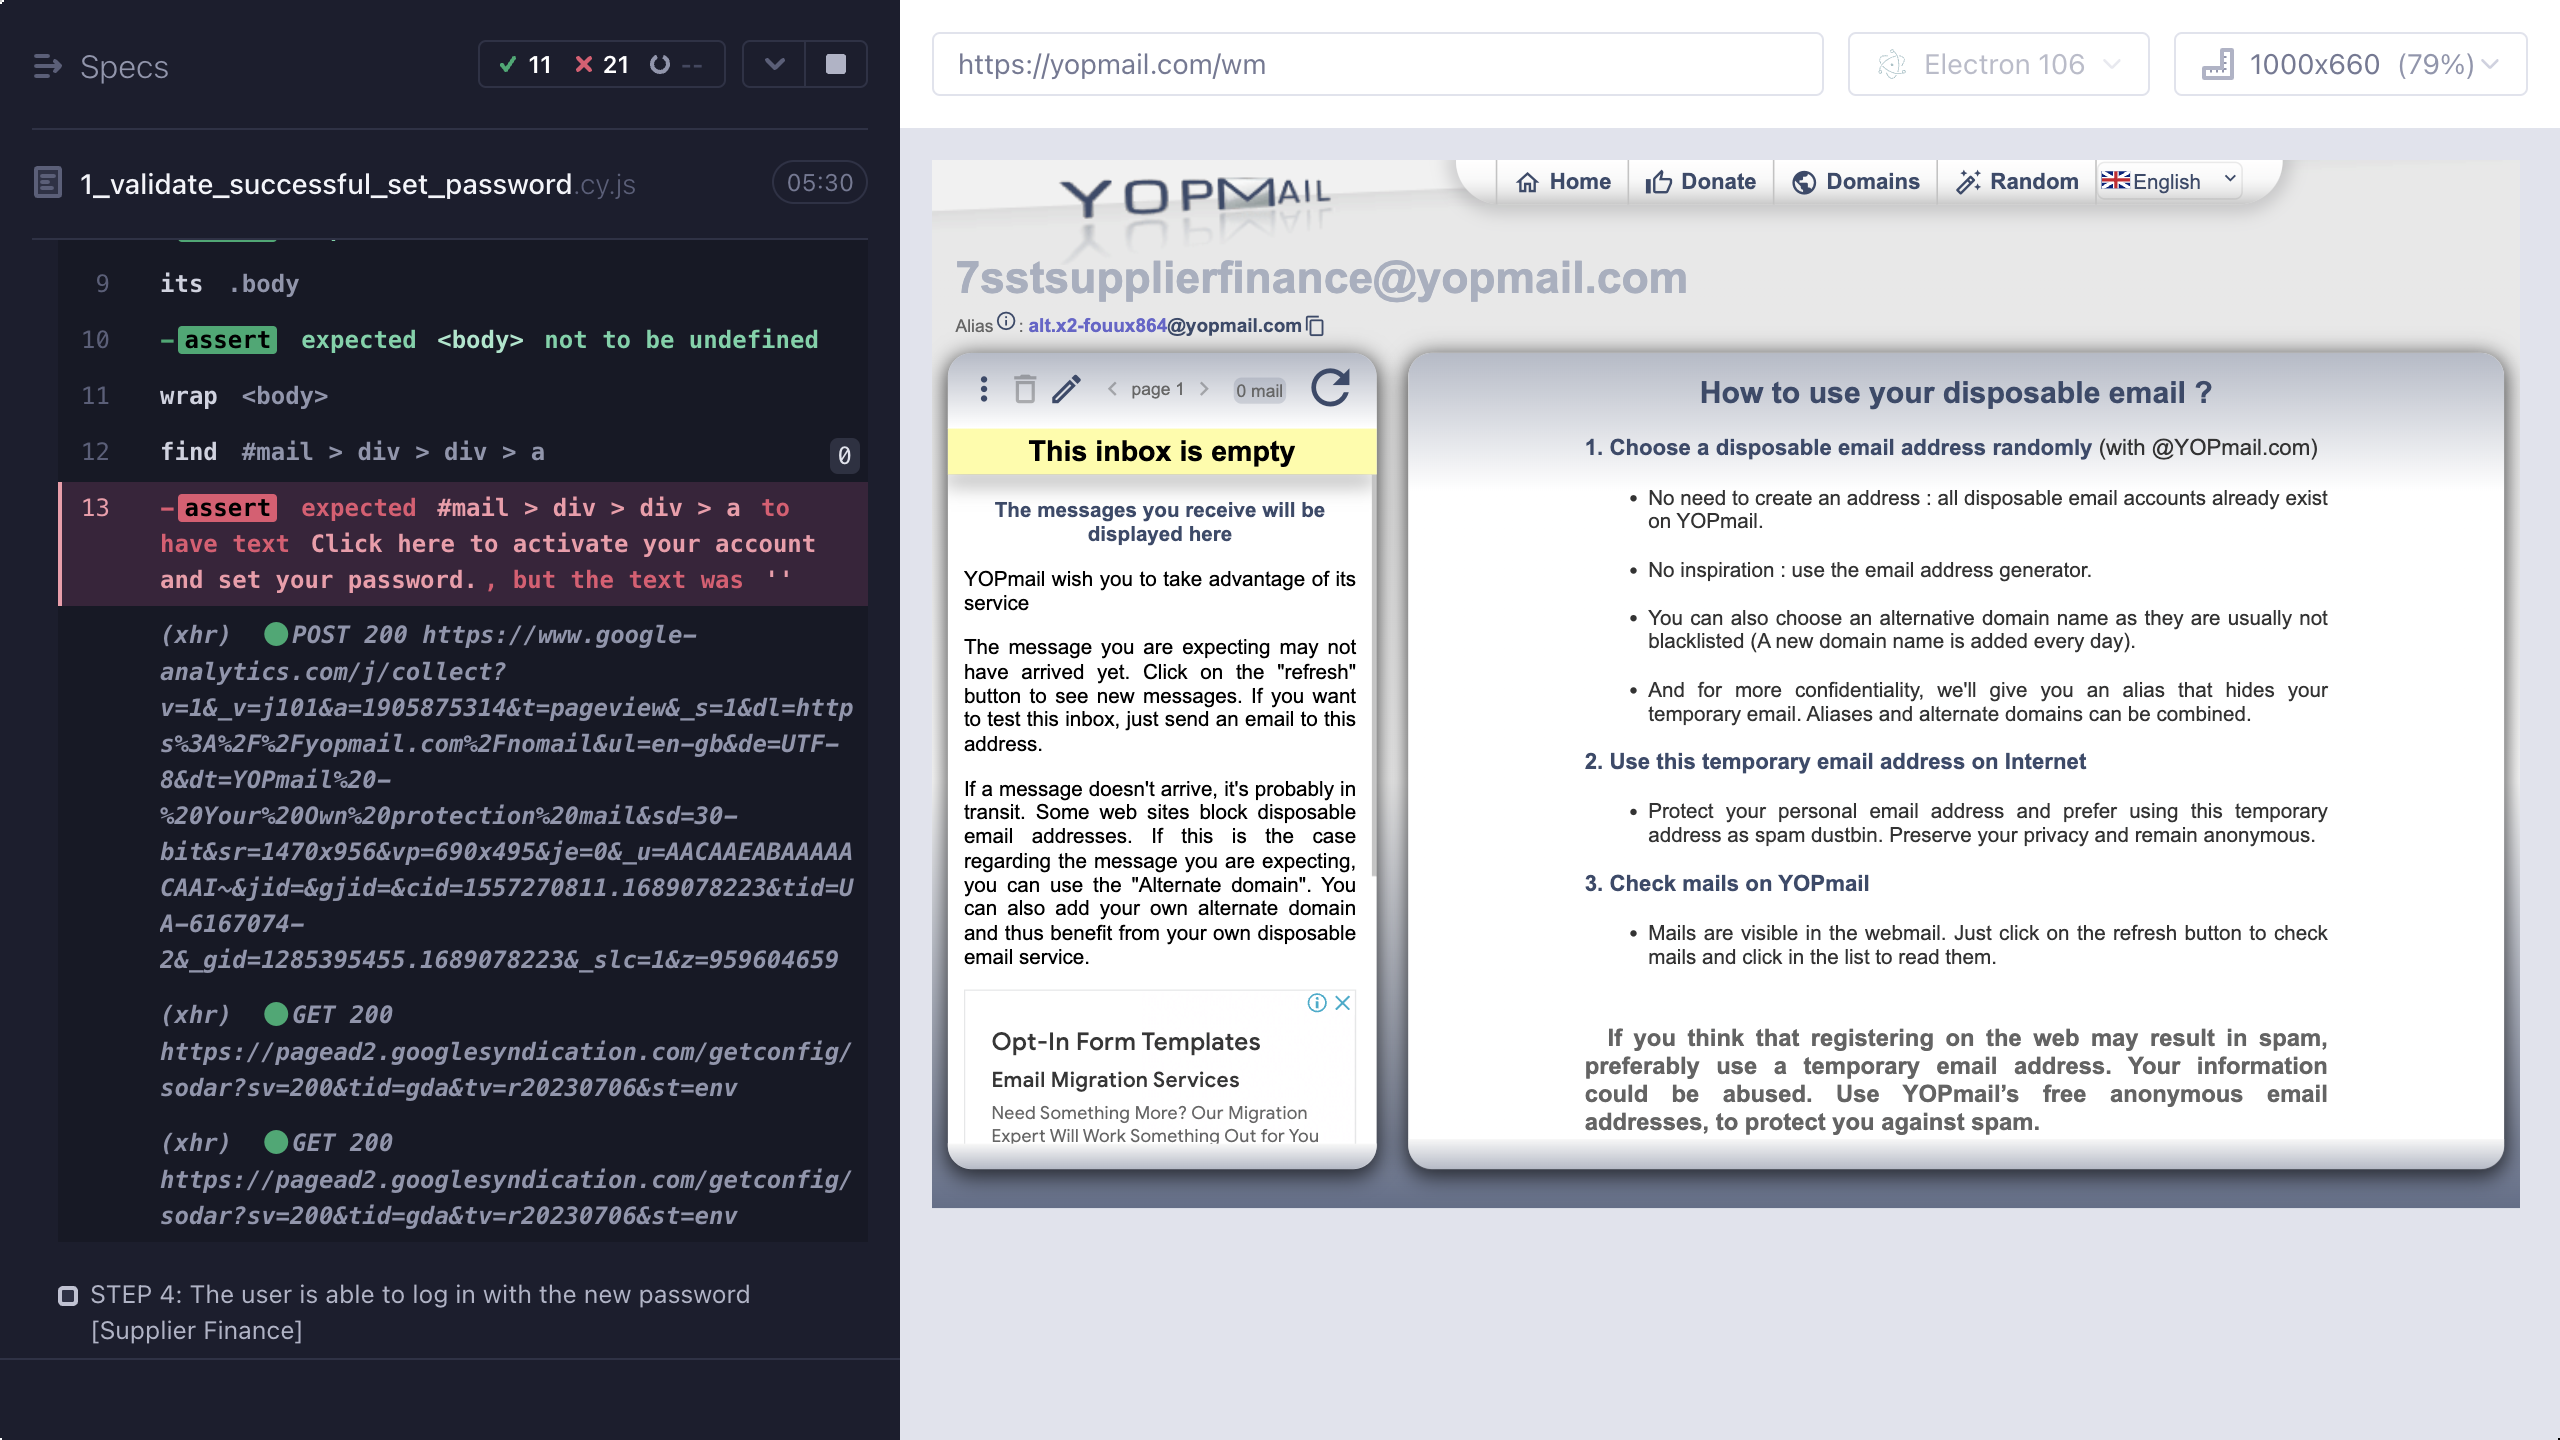 Specs
11 21 --
1_validate_successful_set_password.cy.js 05:30
9 its .body
10 -assert expected <body> not to be undefined
11 wrap <body>
12 find #mail > div > div > a 0
13 -assert expected #mail > div > div > a to
have text Click here to activate your account
and set your password. , but the text was ''
(xhr) POST 200 https://www.google-
analytics.com/j/collect?
v=1&_v=j101&a=1905875314&t=pageview&_s=1&dl=http
s%3A%2F%2Fyopmail.com%2Fnomail&ul=en-gb&de=UTF-
8&dt=YOPmail%20-
%20Your%20Own%20protection%20mail&sd=30-
bit&sr=1470x956&vp=690x495&je=0&_u=AACAAEABAAAAA
CAAI~&jid=&gjid=&cid=1557270811.1689078223&tid=U
A-6167074-
2&_gid=1285395455.1689078223&_slc=1&z=959604659
(xhr) GET 200
https://pagead2.googlesyndication.com/getconfig/
sodar?sv=200&tid=gda&tv=r20230706&st=env
(xhr) GET 200
https://pagead2.googlesyndication.com/getconfig/
sodar?sv=200&tid=gda&tv=r20230706&st=env
STEP 4: The user is able to log in with the new password
[Supplier Finance]
https://yopmail.com/wm
Electron 106
1000x660 (79%)
YOPMAIL
Home Donate Domains Random English
7sstsupplierfinance@yopmail.com
Alias : alt.x2-fouux864@yopmail.com
page 1 0 mail
This inbox is empty
The messages you receive will be
displayed here
YOPmail wish you to take advantage of its
service
The message you are expecting may not
have arrived yet. Click on the "refresh"
button to see new messages. If you want
to test this inbox, just send an email to this
address.
If a message doesn't arrive, it's probably in
transit. Some web sites block disposable
email addresses. If this is the case
regarding the message you are expecting,
you can use the "Alternate domain". You
can also add your own alternate domain
and thus benefit from your own disposable
email service.
Opt-In Form Templates
Email Migration Services
Need Something More? Our Migration
Expert Will Work Something Out for You
How to use your disposable email ?
1. Choose a disposable email address randomly (with @YOPmail.com)
• No need to create an address : all disposable email accounts already exist
on YOPmail.
• No inspiration : use the email address generator.
• You can also choose an alternative domain name as they are usually not
blacklisted (A new domain name is added every day).
• And for more confidentiality, we'll give you an alias that hides your
temporary email. Aliases and alternate domains can be combined.
2. Use this temporary email address on Internet
• Protect your personal email address and prefer using this temporary
address as spam dustbin. Preserve your privacy and remain anonymous.
3. Check mails on YOPmail
• Mails are visible in the webmail. Just click on the refresh button to check
mails and click in the list to read them.
If you think that registering on the web may result in spam,
preferably use a temporary email address. Your information
could be abused. Use YOPmail’s free anonymous email
addresses, to protect you against spam.